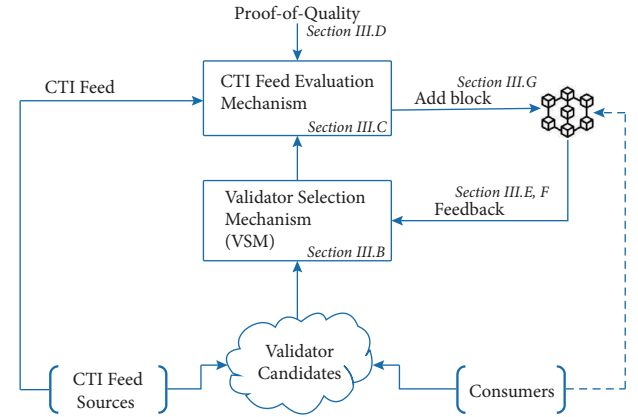 Proof-of-Quality
Section III.D
CTI Feed
CTI Feed Evaluation
Mechanism
Section III.C
Section III.G
Add block
Validator Selection
Mechanism
(VSM)
Section III.B
Section III.E, F
Feedback
CTI Feed
Sources
Validator
Candidates
Consumers